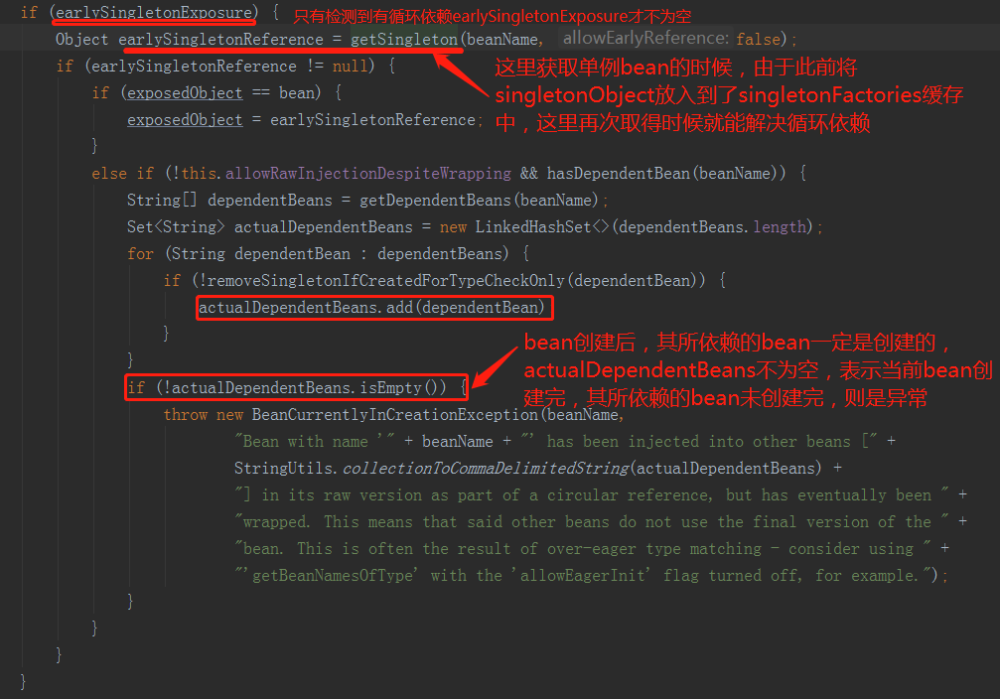 if (earlySingletonExposure) { 只有检测到有循环依赖earlySingletonExposure才不为空
Object earlySingletonReference = getSingleton(beanName, allowEarlyReference: false);
if (earlySingletonReference != null) {
这里获取单例bean的时候，由于此前将
if (exposedObject == bean) {
singletonObject放入到了singletonFactories缓存
exposedObject = earlySingletonReference;
中，这里再次取得时候就能解决循环依赖
}
else if (!this.allowRawInjectionDespiteWrapping && hasDependentBean(beanName)) {
String[] dependentBeans = getDependentBeans(beanName);
Set<String> actualDependentBeans = new LinkedHashSet<>(dependentBeans.length);
for (String dependentBean : dependentBeans) {
if (!removeSingletonIfCreatedForTypeCheckOnly(dependentBean)) {
actualDependentBeans.add(dependentBean)
}
bean创建后，其所依赖的bean一定是创建的，
}
actualDependentBeans不为空，表示当前bean创
if (!actualDependentBeans.isEmpty()) {
建完，其所依赖的bean未创建完，则是异常
throw new BeanCurrentlyInCreationException(beanName,
"Bean with name '" + beanName + "' has been injected into other beans [" +
StringUtils.collectionToCommaDelimitedString(actualDependentBeans) +
"] in its raw version as part of a circular reference, but has eventually been " +
"wrapped. This means that said other beans do not use the final version of the " +
"bean. This is often the result of over-eager type matching - consider using " +
"'getBeanNamesOfType' with the 'allowEagerInit' flag turned off, for example.");
}
}
}
}